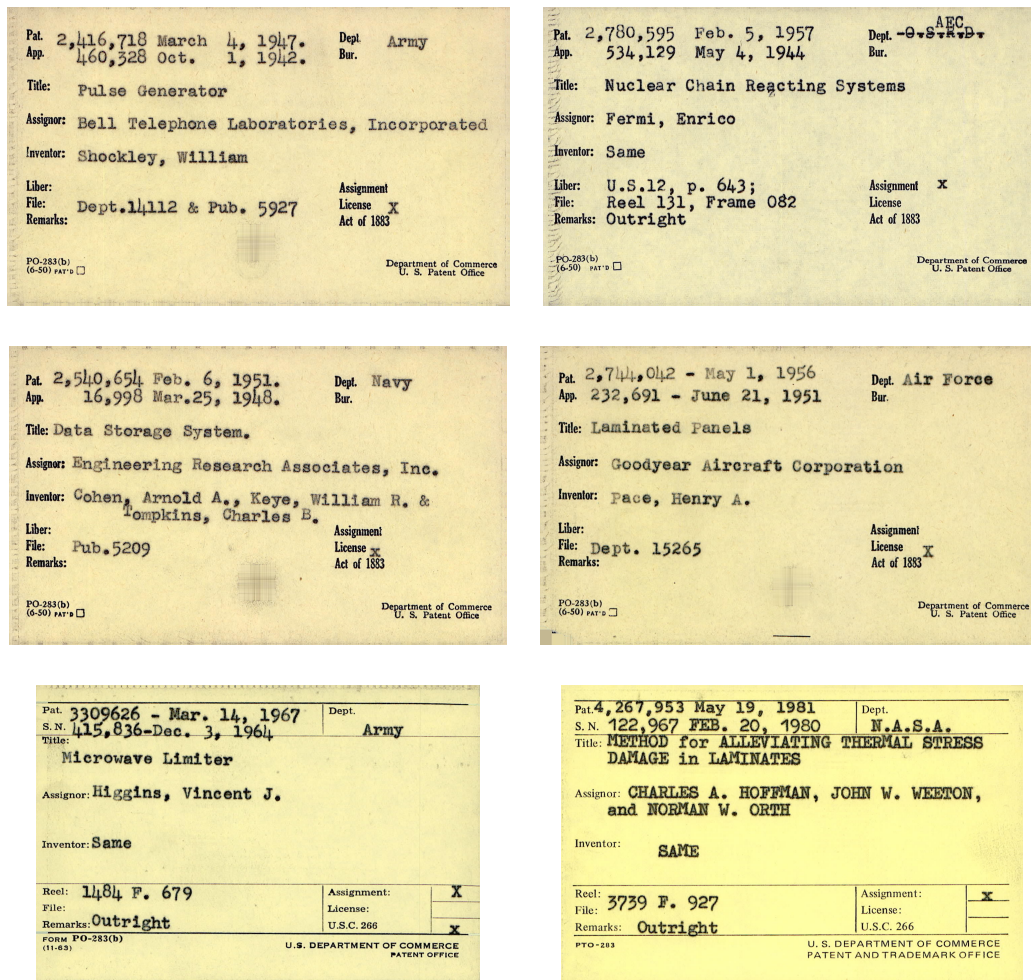 Pat. 2,416,718 March 4, 1947. Dept. Army
App. 460,328 Oct. 1, 1942. Bur.
Title: Pulse Generator
Assignor: Bell Telephone Laboratories, Incorporated
Inventor: Shockley, William
Liber: Assignment
File: Dept.14112 & Pub. 5927 License X
Remarks: Act of 1883
PO-283(b) Department of Commerce
(6-50) PAT'D U. S. Patent Office
AEC
Pat. 2,780,595 Feb. 5, 1957 Dept. O.S.R.D.
App. 534,129 May 4, 1944 Bur.
Title: Nuclear Chain Reacting Systems
Assignor: Fermi, Enrico
Inventor: Same
Liber: U.S.12, p. 643; Assignment X
File: Reel 131, Frame 082 License
Remarks: Outright Act of 1883
PO-283(b) Department of Commerce
(6-50) PAT'D U. S. Patent Office
Pat. 2,540,654 Feb. 6, 1951. Dept. Navy
App. 16,998 Mar.25, 1948. Bur.
Title: Data Storage System.
Assignor: Engineering Research Associates, Inc.
Inventor: Cohen, Arnold A., Keye, William R. &
Tompkins, Charles B.
Liber: Assignment
File: Pub.5209 License X
Remarks: Act of 1883
PO-283(b) Department of Commerce
(6-50) PAT'D U. S. Patent Office
Pat. 2,744,042 - May 1, 1956 Dept. Air Force
App. 232,691 - June 21, 1951 Bur.
Title: Laminated Panels
Assignor: Goodyear Aircraft Corporation
Inventor: Pace, Henry A.
Liber: Assignment
File: Dept. 15265 License X
Remarks: Act of 1883
PO-283(b) Department of Commerce
(6-50) PAT'D U. S. Patent Office
Pat. 3309626 - Mar. 14, 1967 Dept.
S. N. 415,836-Dec. 3, 1964 Army
Title:
Microwave Limiter
Assignor: Higgins, Vincent J.
Inventor: Same
Reel: 1484 F. 679 Assignment: X
File: License:
Remarks: Outright U.S.C. 266 X
FORM PO-283(b) U.S. DEPARTMENT OF COMMERCE
(11-63) PATENT OFFICE
Pat. 4,267,953 May 19, 1981 Dept.
S. N. 122,967 FEB. 20, 1980 N.A.S.A.
Title: METHOD for ALLEVIATING THERMAL STRESS
DAMAGE in LAMINATES
Assignor: CHARLES A. HOFFMAN, JOHN W. WEETON,
and NORMAN W. ORTH
Inventor: SAME
Reel: 3739 F. 927 Assignment: X
File: License:
Remarks: Outright U.S.C. 266
PTO-283 U. S. DEPARTMENT OF COMMERCE
PATENT AND TRADEMARK OFFICE